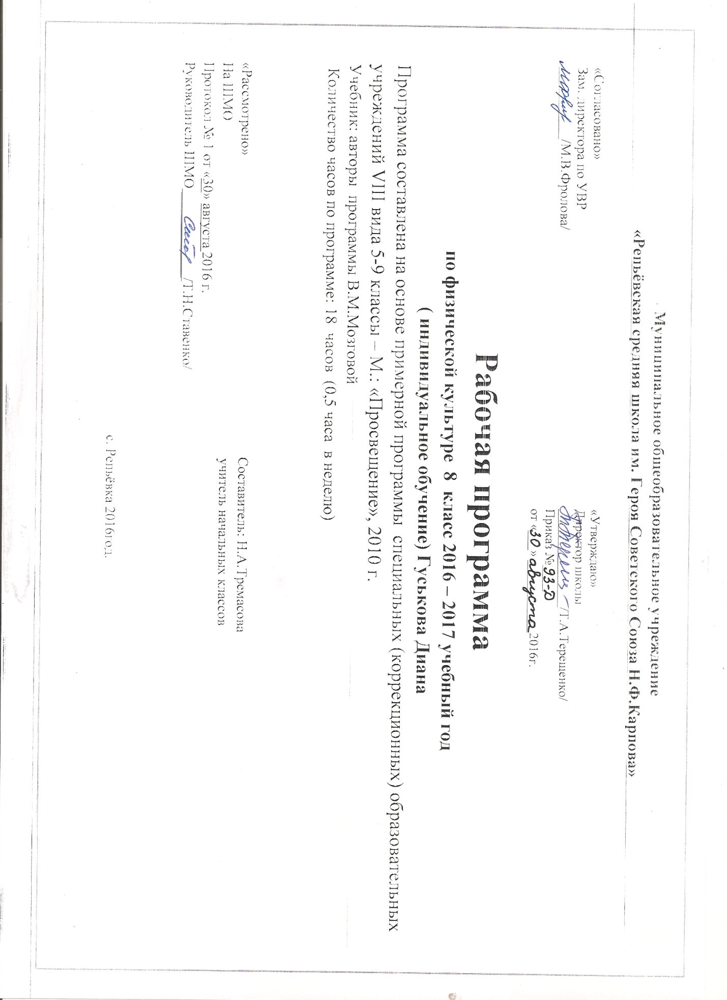 Муниципальное общеобразовательное учреждение
«Репьёвская средняя школа им. Героя Советского Союза Н.Ф.Карпова»
«Согласовано»
Зам. директора по УВР
/М.В.Фролова/
«Утверждаю»
Директор школы
/Т.А.Терещенко/
Приказ № 93-Д
от «30» августа 2016г.
Рабочая программа
по физической культуре 8 класс 2016 – 2017 учебный год
( индивидуальное обучение) Гуськова Диана
Программа составлена на основе примерной программы специальных (коррекционных) образовательных
учреждений VIII вида 5-9 классы – М.: «Просвещение», 2010 г.
Учебник: авторы программы В.М.Мозговой
Количество часов по программе: 18 часов (0,5 часа в неделю)
«Рассмотрено»
На ШМО
Протокол № 1 от «30» августа 2016 г.
Руководитель ШМО /Т.Н.Ставенко/
Составитель: Н.А.Тремасова
учитель начальных классов
с. Репьёвка 2016год.